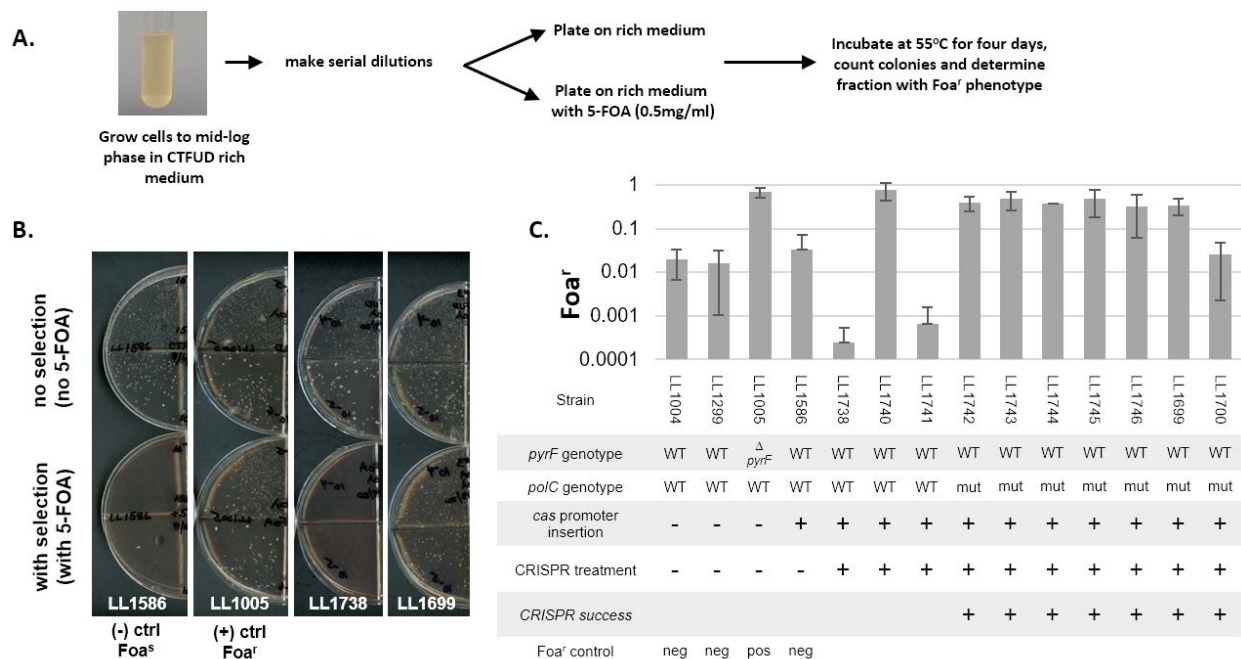 A.
Grow cells to mid-log
phase in CTFUD rich
medium
make serial dilutions
Plate on rich medium
Plate on rich medium
with 5-FOA (0.5mg/ml)
Incubate at 55°C for four days,
count colonies and determine
fraction with Foaʳ phenotype
B.
no selection
(no 5-FOA)
with selection
(with 5-FOA)
LL1586
LL1586
LL1586 LL1005 LL1738 LL1699
(-) ctrl (+) ctrl
Foaˢ Foaʳ
C.
Foaʳ
1
0.1
0.01
0.001
0.0001
Strain LL1004 LL1299 LL1005 LL1586 LL1738 LL1740 LL1741 LL1742 LL1743 LL1744 LL1745 LL1746 LL1699 LL1700
pyrF genotype WT WT Δ pyrF WT WT WT WT WT WT WT WT WT WT WT
polC genotype WT WT WT WT WT WT WT mut mut mut mut mut mut mut
cas promoter
insertion - - - + + + + + + + + + + +
CRISPR treatment - - - - + + + + + + + + + +
CRISPR success + + + + + + +
Foaʳ control neg neg pos neg